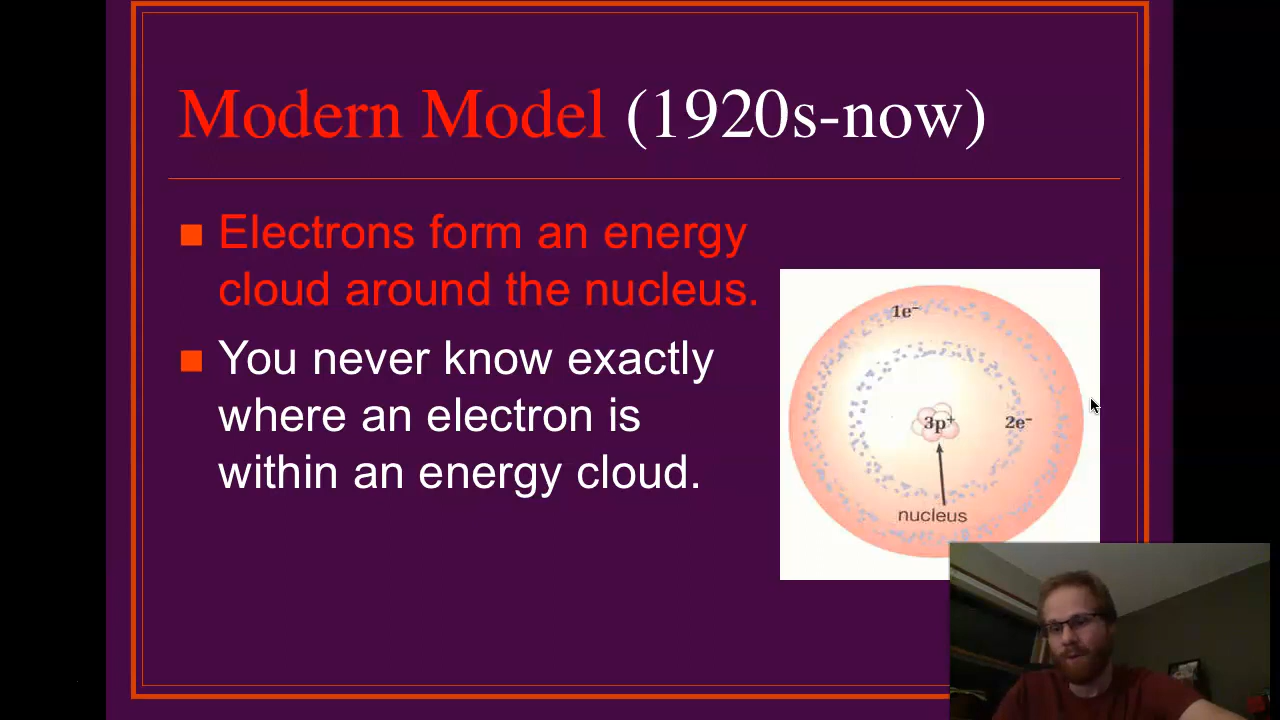 Modern Model (1920s-now)
Electrons form an energy
cloud around the nucleus.
You never know exactly
where an electron is
within an energy cloud.
1e⁻
3p⁺
2e⁻
nucleus